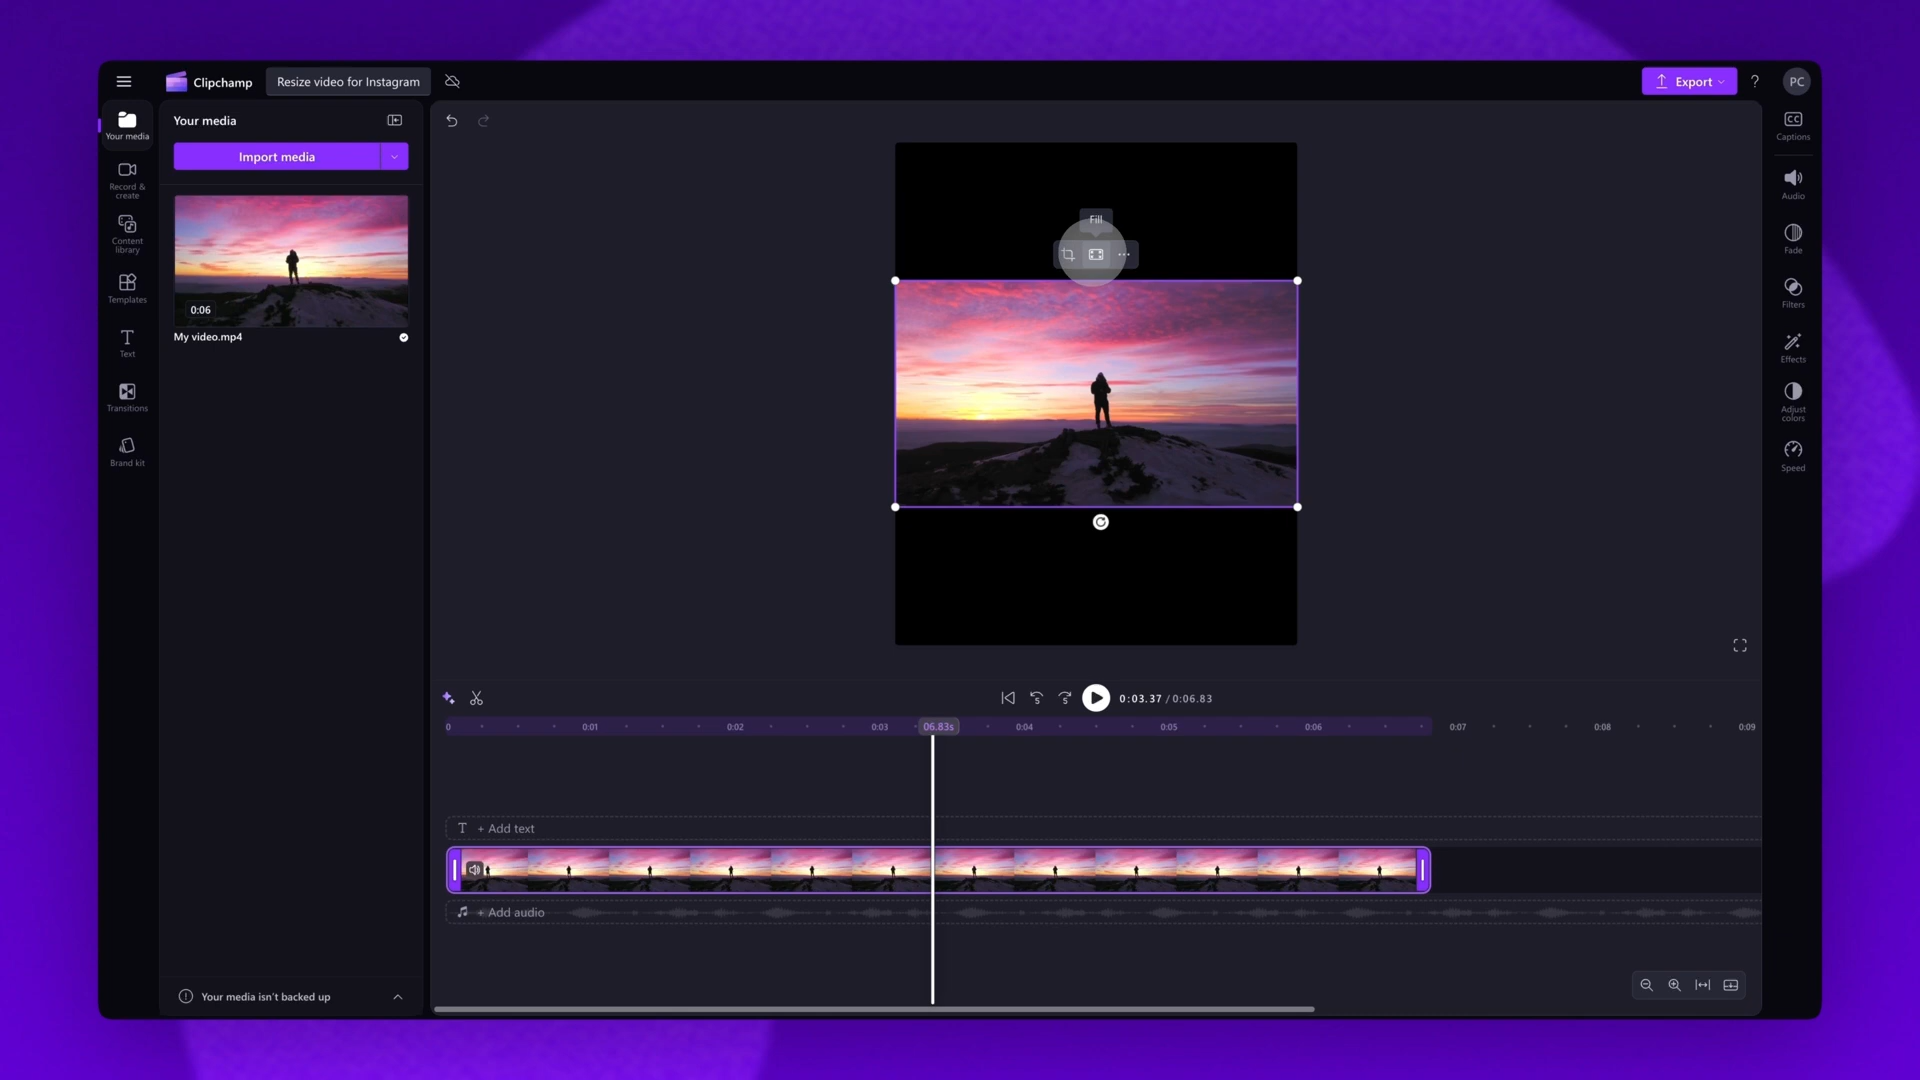 Clipchamp
Resize video for Instagram
Export
?
PC
Your media
Record &
create
Content
library
Templates
Text
Transitions
Brand kit
Your media
Import media
0:06
My video.mp4
Your media isn't backed up
Fill
Captions
Audio
Fade
Filters
Effects
Adjust
colors
Speed
0:03.37 / 0:06.83
0 0:01 0:02 0:03 06.83s 0:04 0:05 0:06 0:07 0:08 0:09
T + Add text
+ Add audio